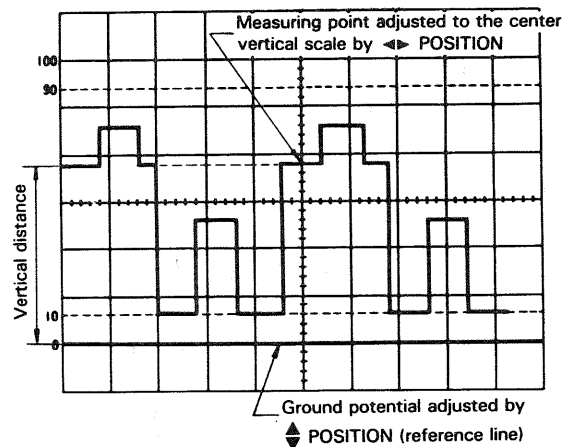 Measuring point adjusted to the center
vertical scale by ◄► POSITION
100
90
Vertical distance
10
0
Ground potential adjusted by
▲▼ POSITION (reference line)